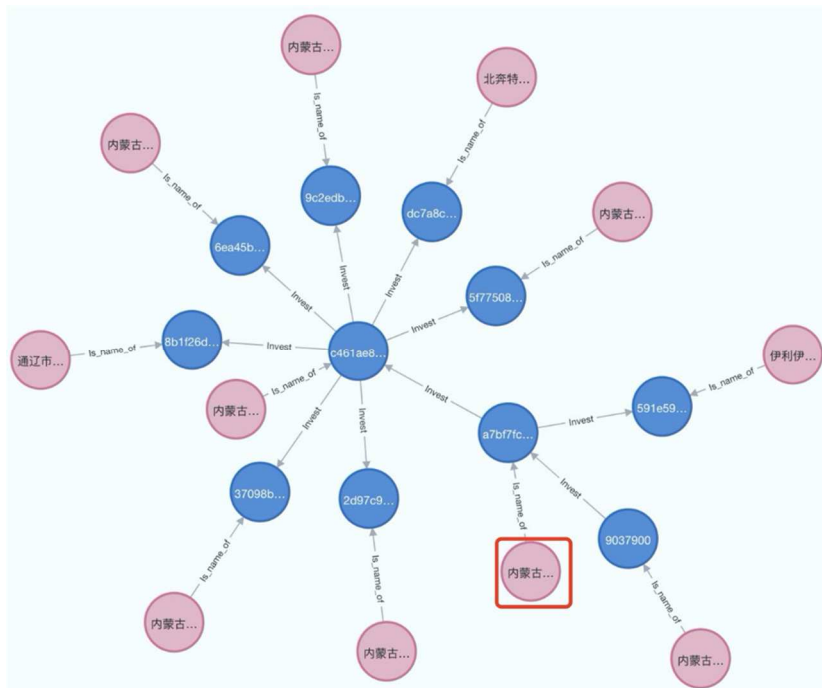 内蒙古...
北奔特...
Is_name_of
Is_name_of
内蒙古...
Is_name_of
9c2edb...
dc7a8c...
内蒙古...
6ea45b...
Is_name_of
Invest
Invest
Invest
5f77508...
Invest
8b1f26d...
Is_name_of
Invest
c461ae8...
通辽市...
伊利伊...
Is_name_of
Is_name_of
内蒙古...
Invest
Invest
Invest
591e59...
Invest
a7bf7fc...
37098b...
2d97c9...
Is_name_of
Invest
9037900
Is_name_of
Is_name_of
内蒙古...
Is_name_of
内蒙古...
内蒙古...
内蒙古...